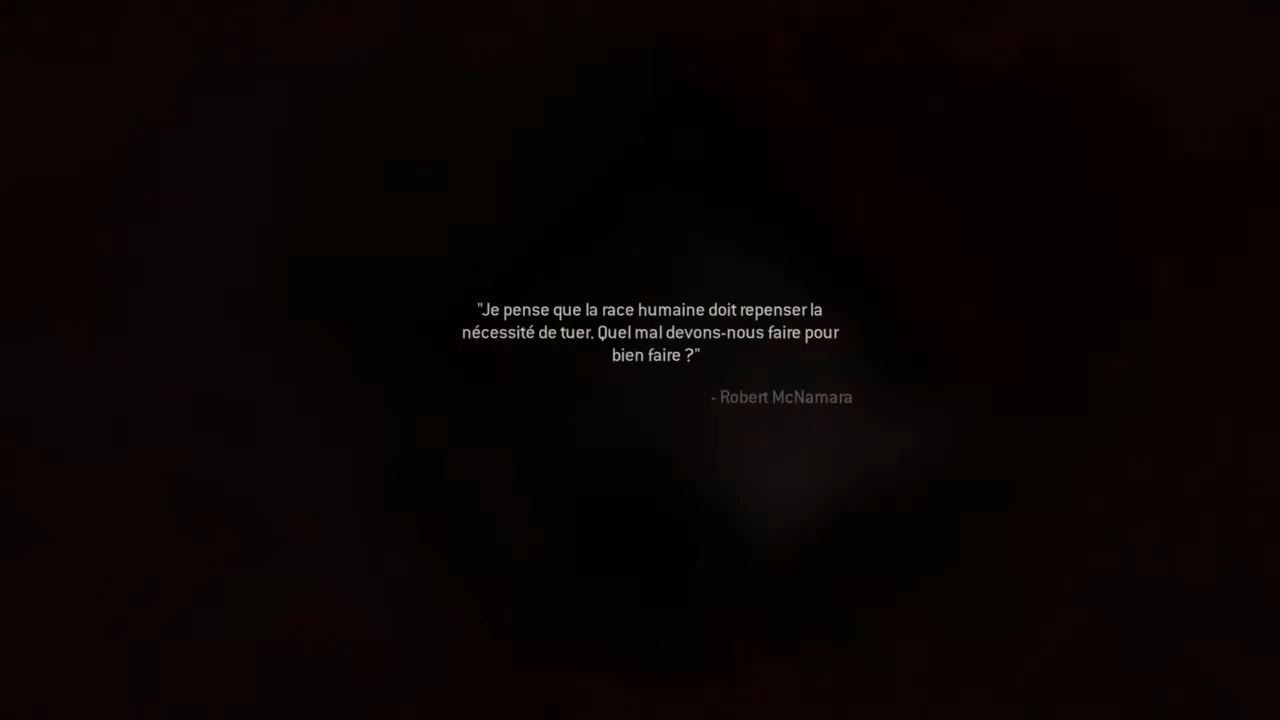 "Je pense que la race humaine doit repenser la
nécessité de tuer. Quel mal devons-nous faire pour
bien faire ?"
- Robert McNamara